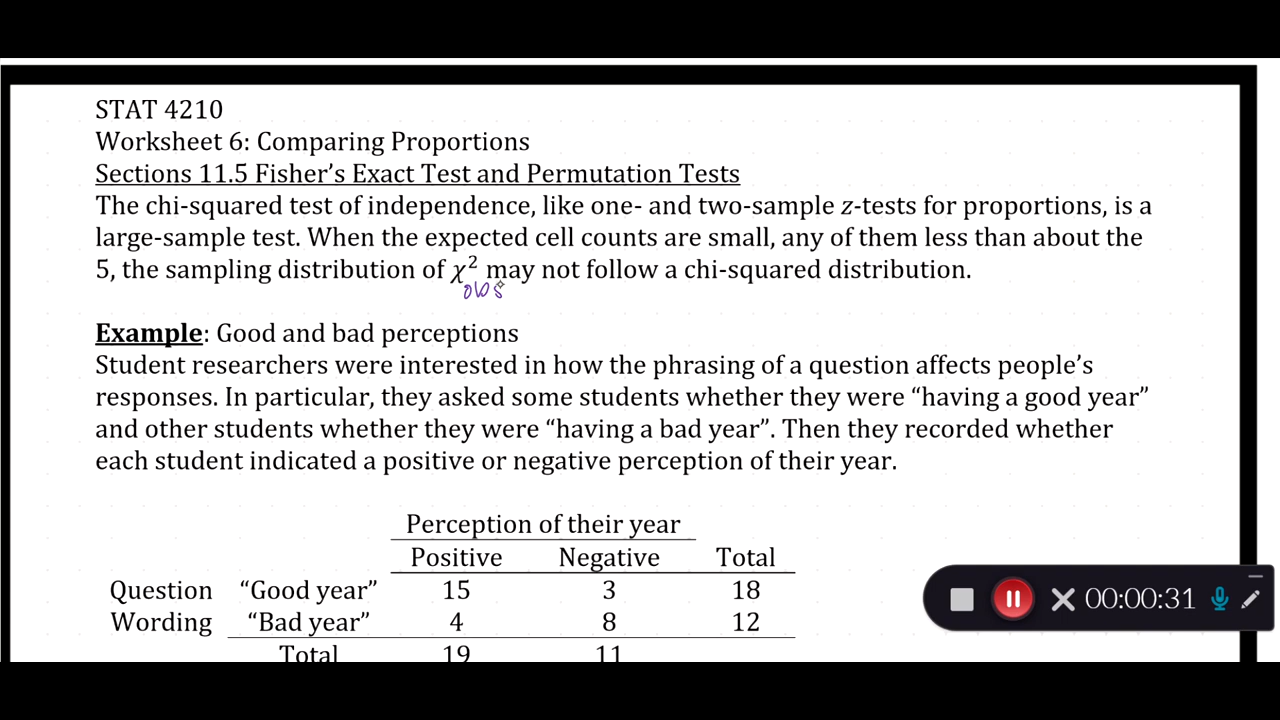 STAT 4210
Worksheet 6: Comparing Proportions
Sections 11.5 Fisher’s Exact Test and Permutation Tests
The chi-squared test of independence, like one- and two-sample z-tests for proportions, is a
large-sample test. When the expected cell counts are small, any of them less than about the
5, the sampling distribution of χ² may not follow a chi-squared distribution.
obs
Example: Good and bad perceptions
Student researchers were interested in how the phrasing of a question affects people’s
responses. In particular, they asked some students whether they were “having a good year”
and other students whether they were “having a bad year”. Then they recorded whether
each student indicated a positive or negative perception of their year.
Perception of their year
Positive Negative Total
Question “Good year” 15 3 18
Wording “Bad year” 4 8 12
Total 19 11
00:00:31